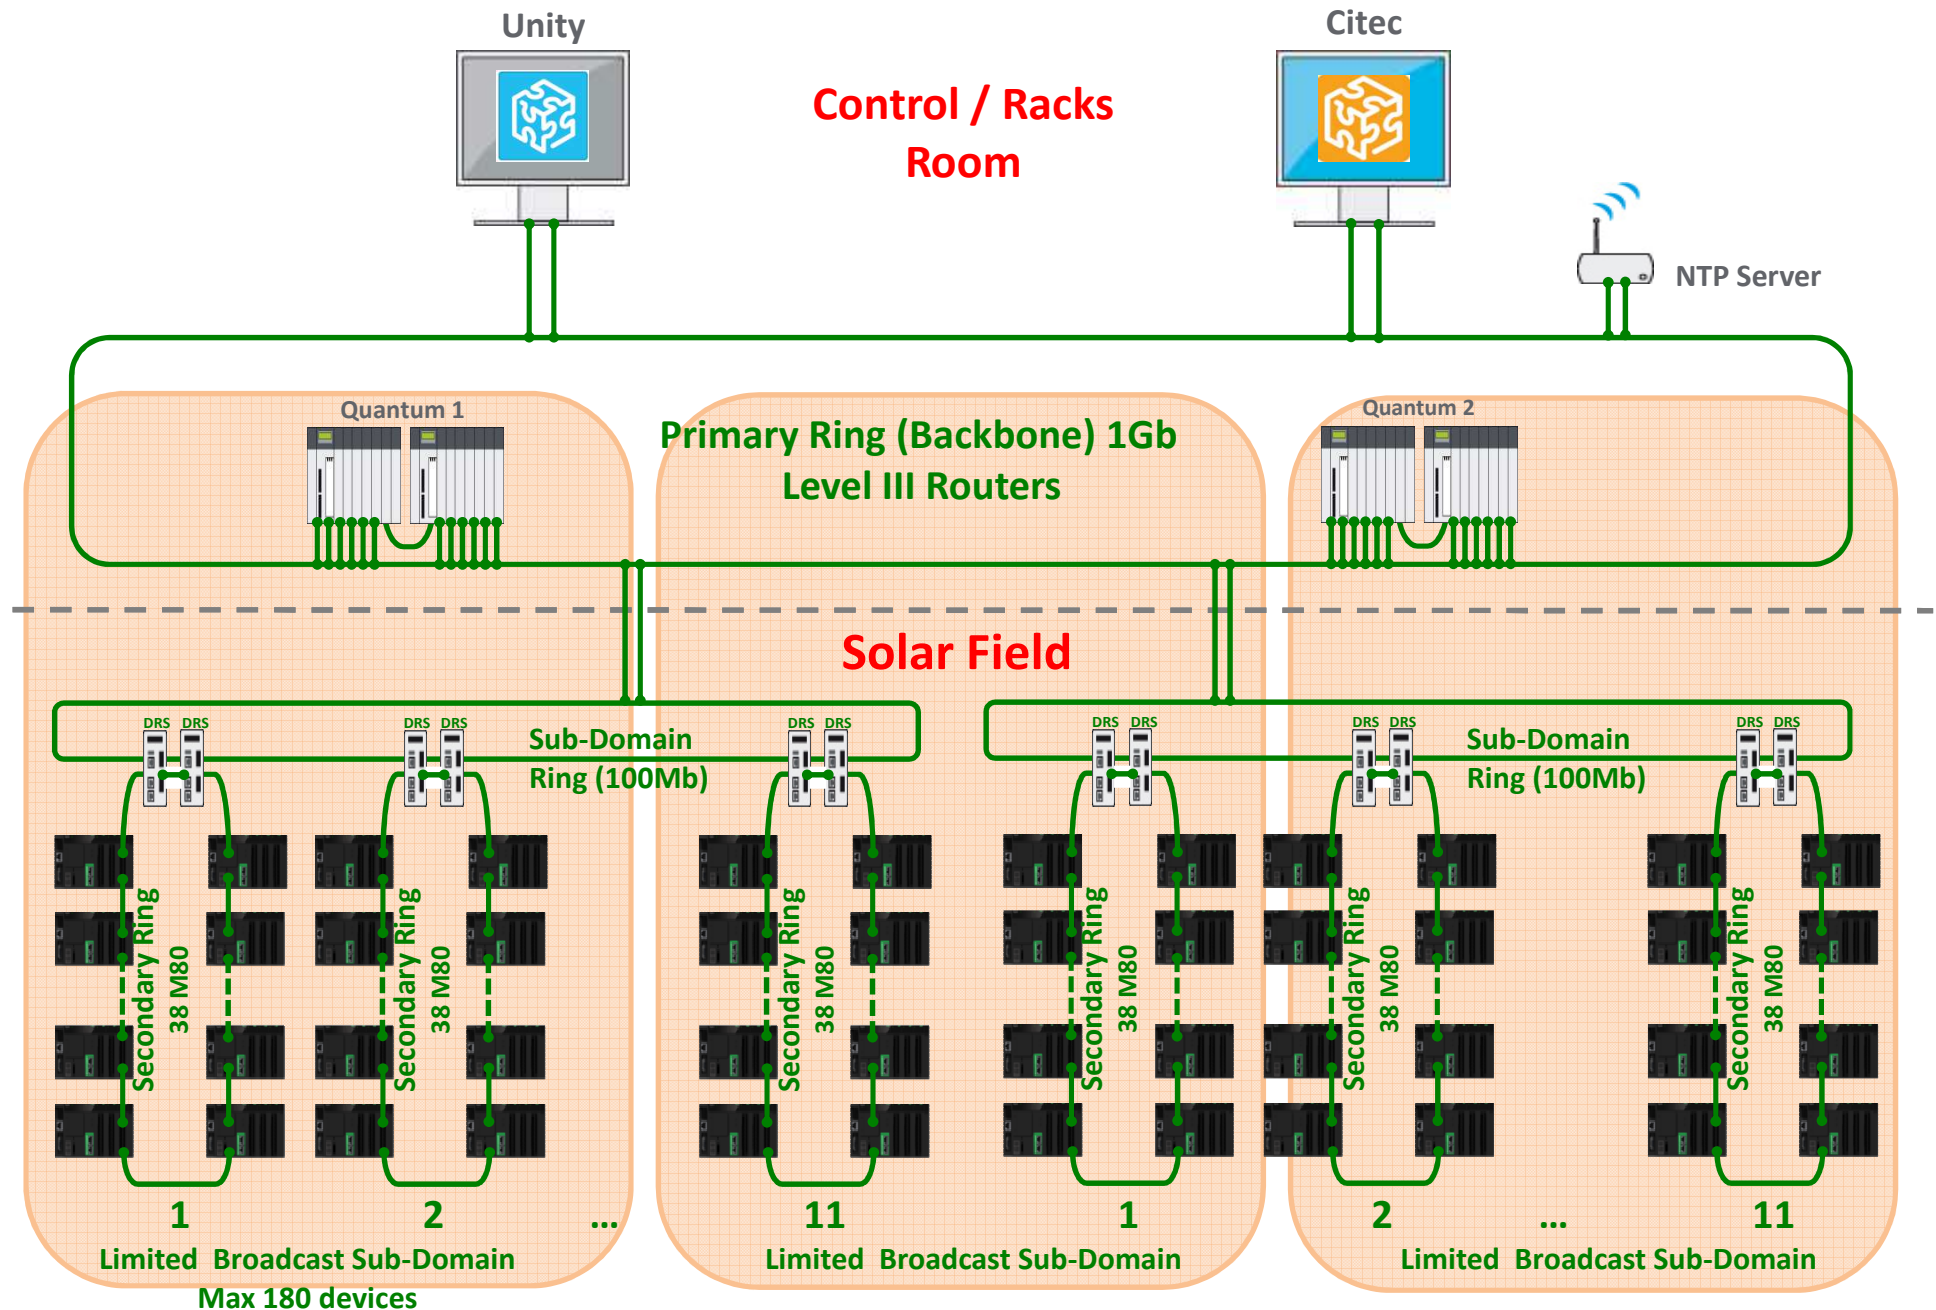 Unity
Citec
Control / Racks
Room
NTP Server
Quantum 1
Quantum 2
Primary Ring (Backbone) 1Gb
Level III Routers
Solar Field
DRS DRS
DRS DRS
DRS DRS
DRS DRS
DRS DRS
DRS DRS
Sub-Domain
Ring (100Mb)
Sub-Domain
Ring (100Mb)
Secondary Ring
38 M80
Secondary Ring
38 M80
Secondary Ring
38 M80
Secondary Ring
38 M80
Secondary Ring
38 M80
Secondary Ring
38 M80
1 2 ... 11 1 2 ... 11
Limited Broadcast Sub-Domain
Max 180 devices
Limited Broadcast Sub-Domain
Limited Broadcast Sub-Domain